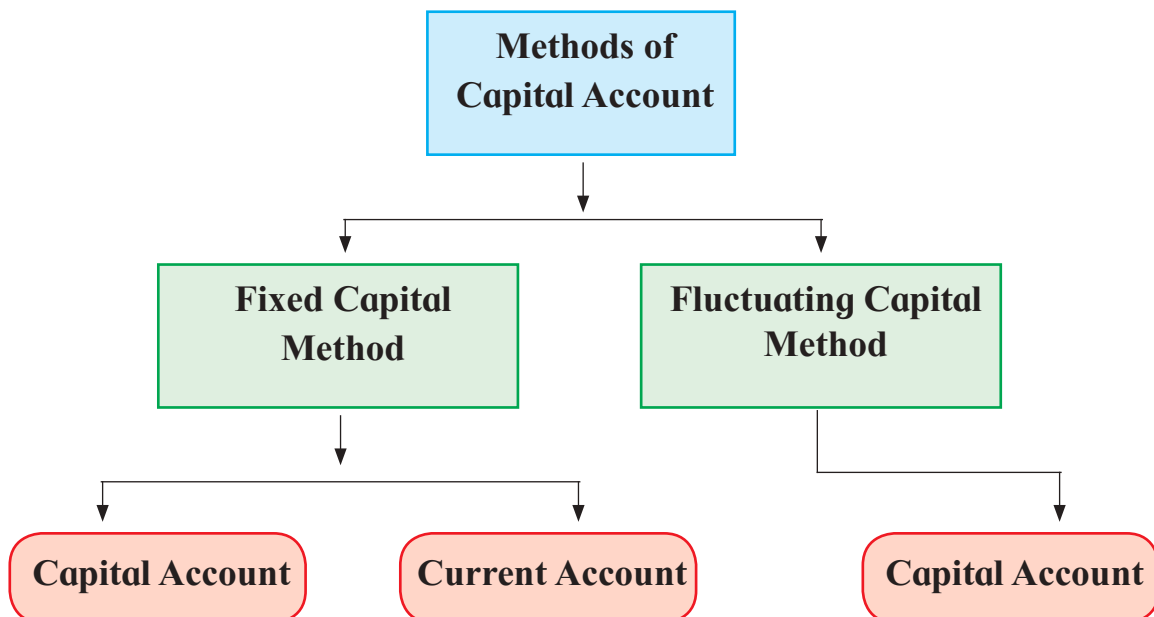 Methods of
Capital Account
Fixed Capital
Method
Fluctuating Capital
Method
Capital Account
Current Account
Capital Account